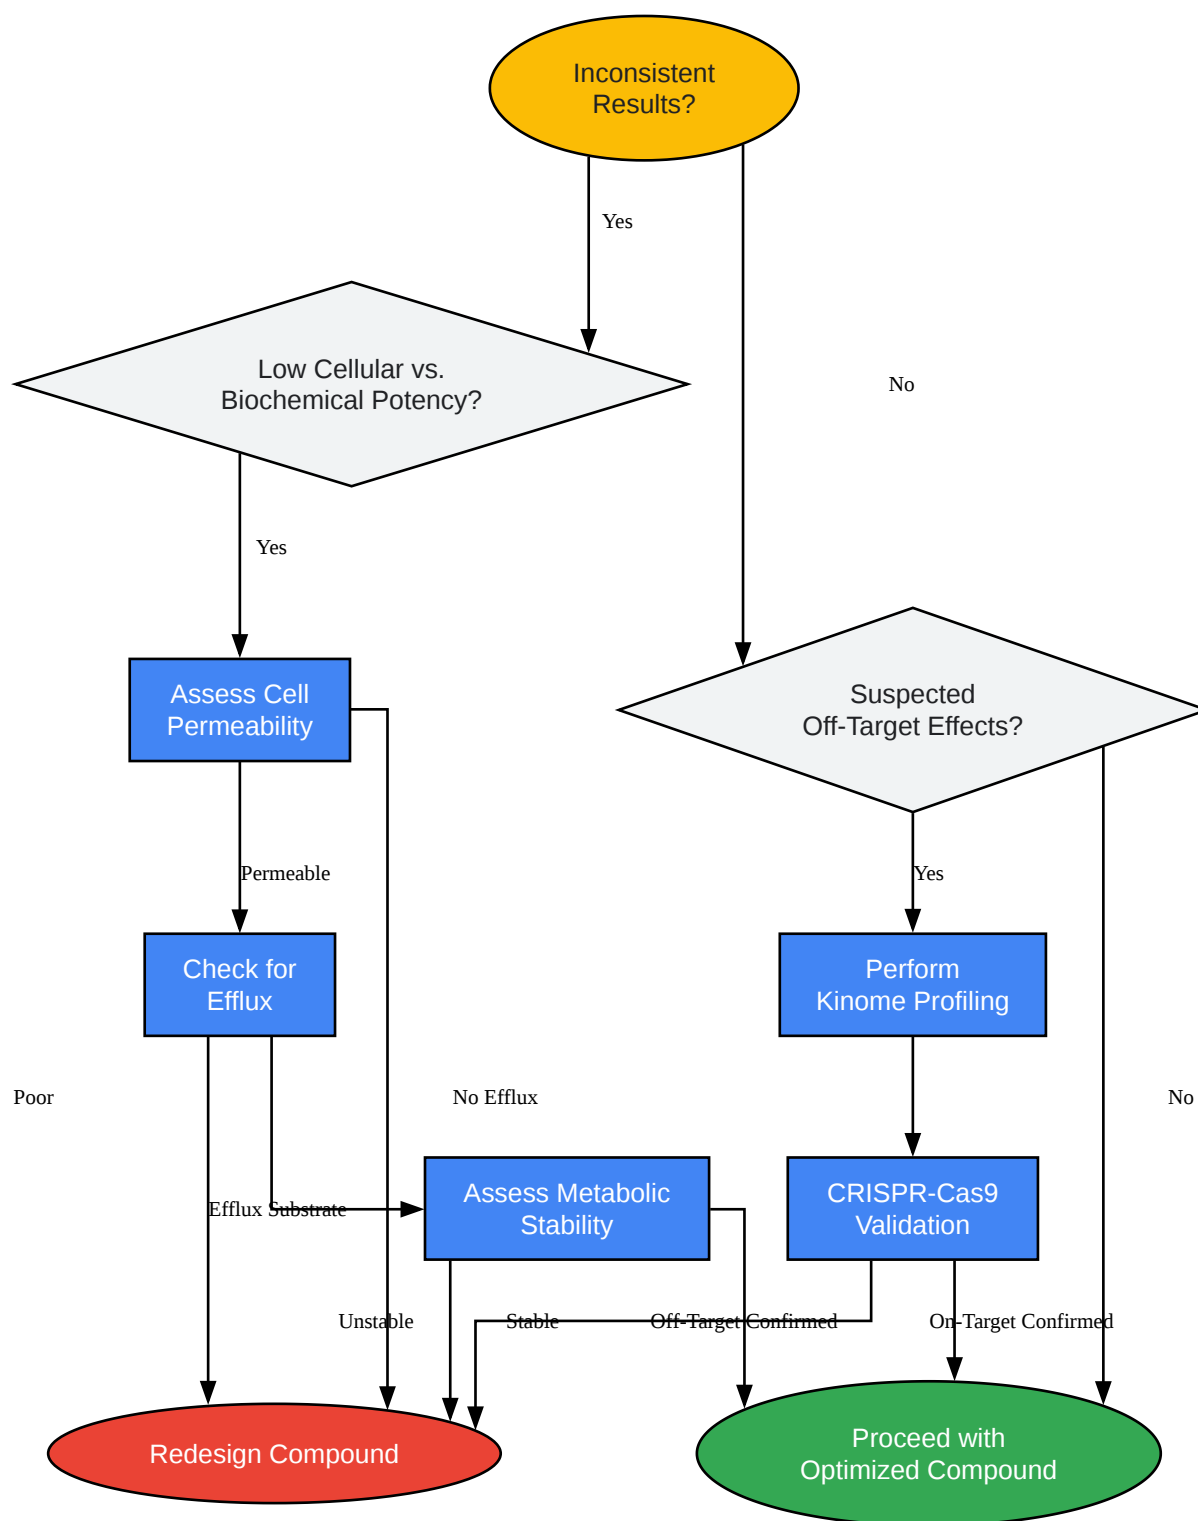 Inconsistent
Results?
Yes
Low Cellular vs.
Biochemical Potency?
No
Yes
Assess Cell
Permeability
Suspected
Off-Target Effects?
Permeable
Yes
Check for
Efflux
Perform
Kinome Profiling
Poor
No Efflux
No
Efflux Substrate
Assess Metabolic
Stability
CRISPR-Cas9
Validation
Unstable
Stable
Off-Target Confirmed
On-Target Confirmed
Redesign Compound
Proceed with
Optimized Compound